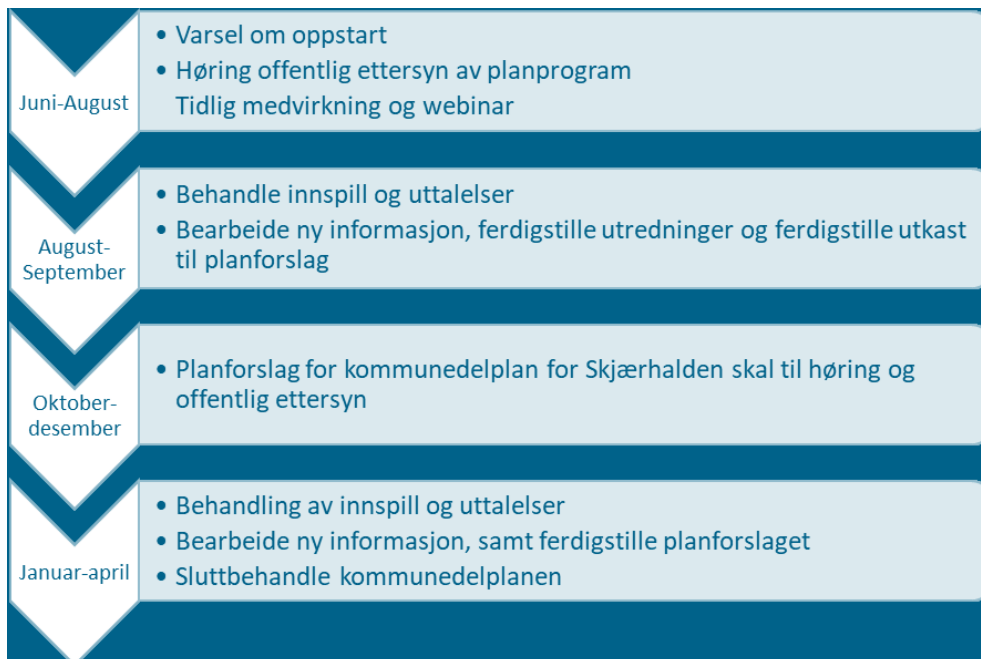 Juni-August
• Varsel om oppstart
• Høring offentlig ettersyn av planprogram
Tidlig medvirkning og webinar
August-
September
• Behandle innspill og uttalelser
• Bearbeide ny informasjon, ferdigstille utredninger og ferdigstille utkast
til planforslag
Oktober-
desember
• Planforslag for kommunedelplan for Skjærhalden skal til høring og
offentlig ettersyn
Januar-april
• Behandling av innspill og uttalelser
• Bearbeide ny informasjon, samt ferdigstille planforslaget
• Sluttbehandle kommunedelplanen